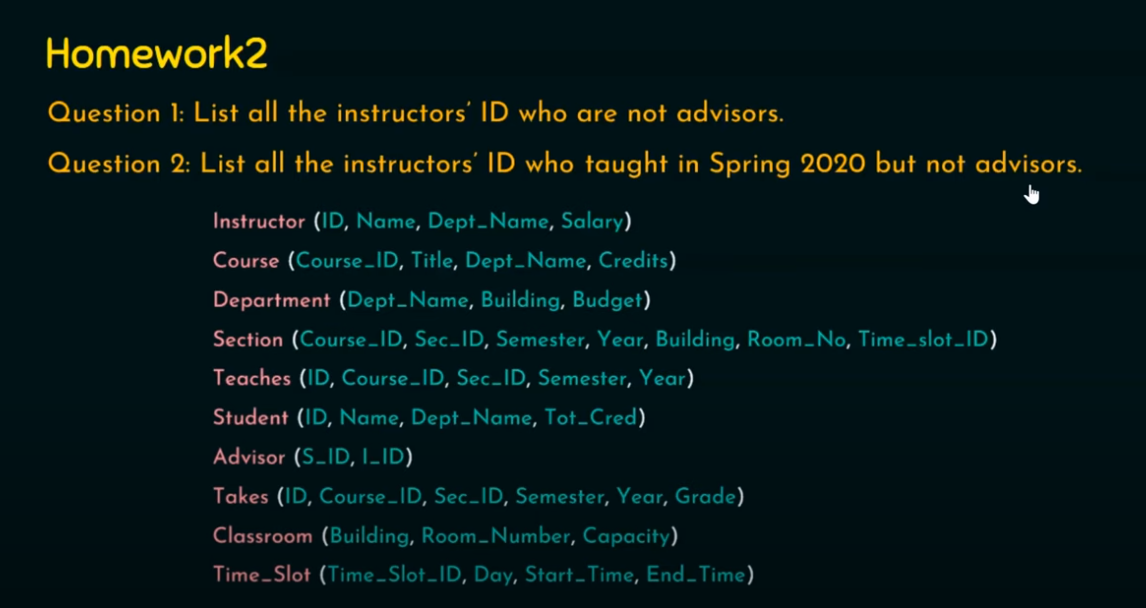 Homework2
Question 1: List all the instructors' ID who are not advisors.
Question 2: List all the instructors' ID who taught in Spring 2020 but not advisors.
Instructor (ID, Name, Dept_Name, Salary)
Course (Course_ID, Title, Dept_Name, Credits)
Department (Dept_Name, Building, Budget)
Section (Course_ID, Sec_ID, Semester, Year, Building, Room_No, Time_slot_ID)
Teaches (ID, Course_ID, Sec_ID, Semester, Year)
Student (ID, Name, Dept_Name, Tot_Cred)
Advisor (S_ID, I_ID)
Takes (ID, Course_ID, Sec_ID, Semester, Year, Grade)
Classroom (Building, Room_Number, Capacity)
Time_Slot (Time_Slot_ID, Day, Start_Time, End_Time)